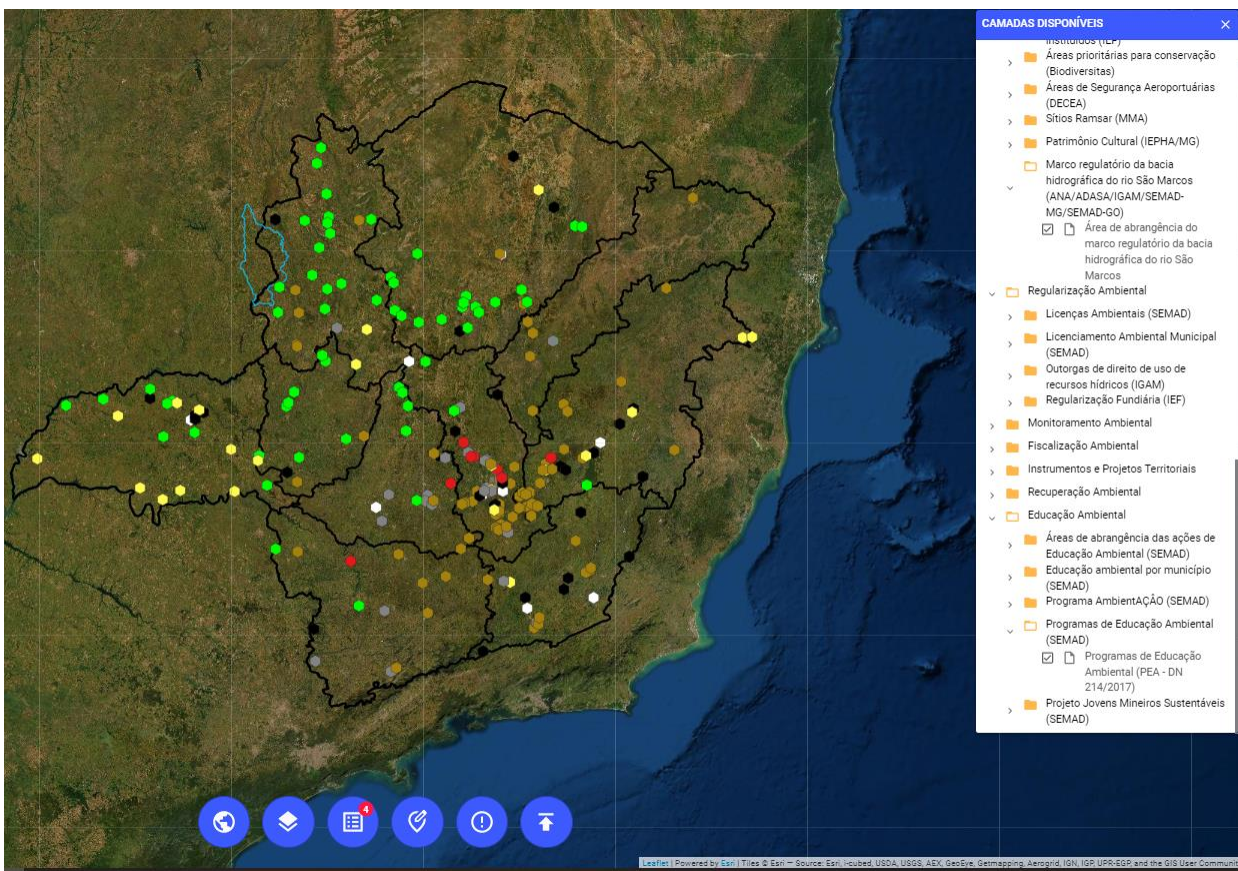 CAMADAS DISPONÍVEIS
Instituídos (IEF)
Áreas prioritárias para conservação
(Biodiversitas)
Áreas de Segurança Aeroportuárias
(DECEA)
Sítios Ramsar (MMA)
Patrimônio Cultural (IEPHA/MG)
Marco regulatório da bacia
hidrográfica do rio São Marcos
(ANA/ADASA/IGAM/SEMAD-
MG/SEMAD-GO)
Área de abrangência do
marco regulatório da bacia
hidrográfica do rio São
Marcos
Regularização Ambiental
Licenças Ambientais (SEMAD)
Licenciamento Ambiental Municipal
(SEMAD)
Outorgas de direito de uso de
recursos hídricos (IGAM)
Regularização Fundiária (IEF)
Monitoramento Ambiental
Fiscalização Ambiental
Instrumentos e Projetos Territoriais
Recuperação Ambiental
Educação Ambiental
Áreas de abrangência das ações de
Educação Ambiental (SEMAD)
Educação ambiental por município
(SEMAD)
Programa AmbientAÇÃO (SEMAD)
Programas de Educação Ambiental
(SEMAD)
Programas de Educação
Ambiental (PEA - DN
214/2017)
Projeto Jovens Mineiros Sustentáveis
(SEMAD)
4
Leaflet | Powered by Esri | Tiles © Esri — Source: Esri, i-cubed, USDA, USGS, AEX, GeoEye, Getmapping, Aerogrid, IGN, IGP, UPR-EGP, and the GIS User Communit